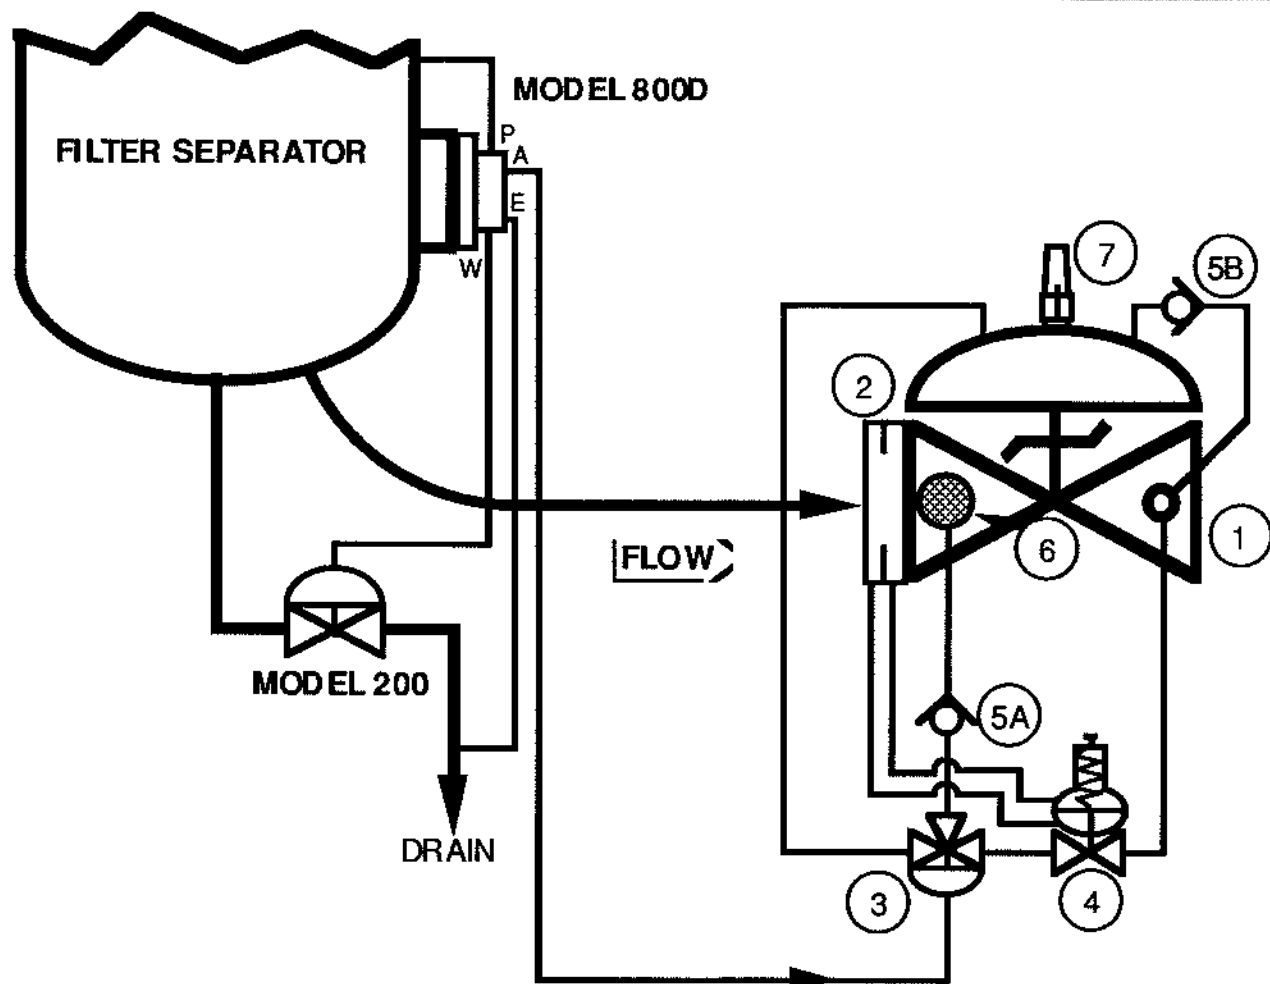 MODEL 800D
P
FILTER SEPARATOR
A
E
W
7
5B
2
1
6
FLOW
MODEL 200
5A
DRAIN
3
4